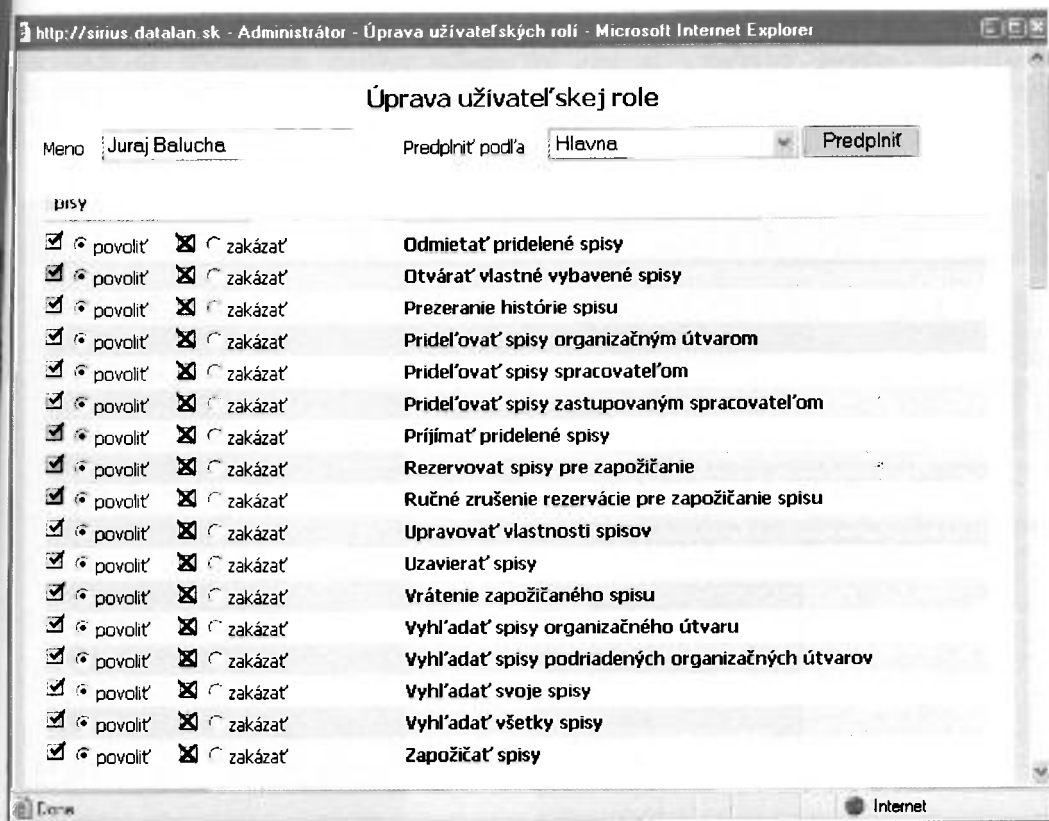 http://sirius.datalan.sk - Administrátor - Úprava užívateľských rolí - Microsoft Internet Explorer
Úprava užívateľskej role
Meno Juraj Balucha Predplniť podľa Hlavna Predplniť
pisy
povoliť zakázať Odmietať pridelené spisy
povoliť zakázať Otvárať vlastné vybavené spisy
povoliť zakázať Prezeranie histórie spisu
povoliť zakázať Prideľovať spisy organizačným útvarom
povoliť zakázať Prideľovať spisy spracovateľom
povoliť zakázať Prideľovať spisy zastupovaným spracovateľom
povoliť zakázať Príjímať pridelené spisy
povoliť zakázať Rezervovat spisy pre zapožičanie
povoliť zakázať Ručné zrušenie rezervácie pre zapožičanie spisu
povoliť zakázať Upravovať vlastnosti spisov
povoliť zakázať Uzavierať spisy
povoliť zakázať Vrátenie zapožičaného spisu
povoliť zakázať Vyhľadať spisy organizačného útvaru
povoliť zakázať Vyhľadať spisy podriadených organizačných útvarov
povoliť zakázať Vyhľadať svoje spisy
povoliť zakázať Vyhľadať všetky spisy
povoliť zakázať Zapožičať spisy
Done Internet